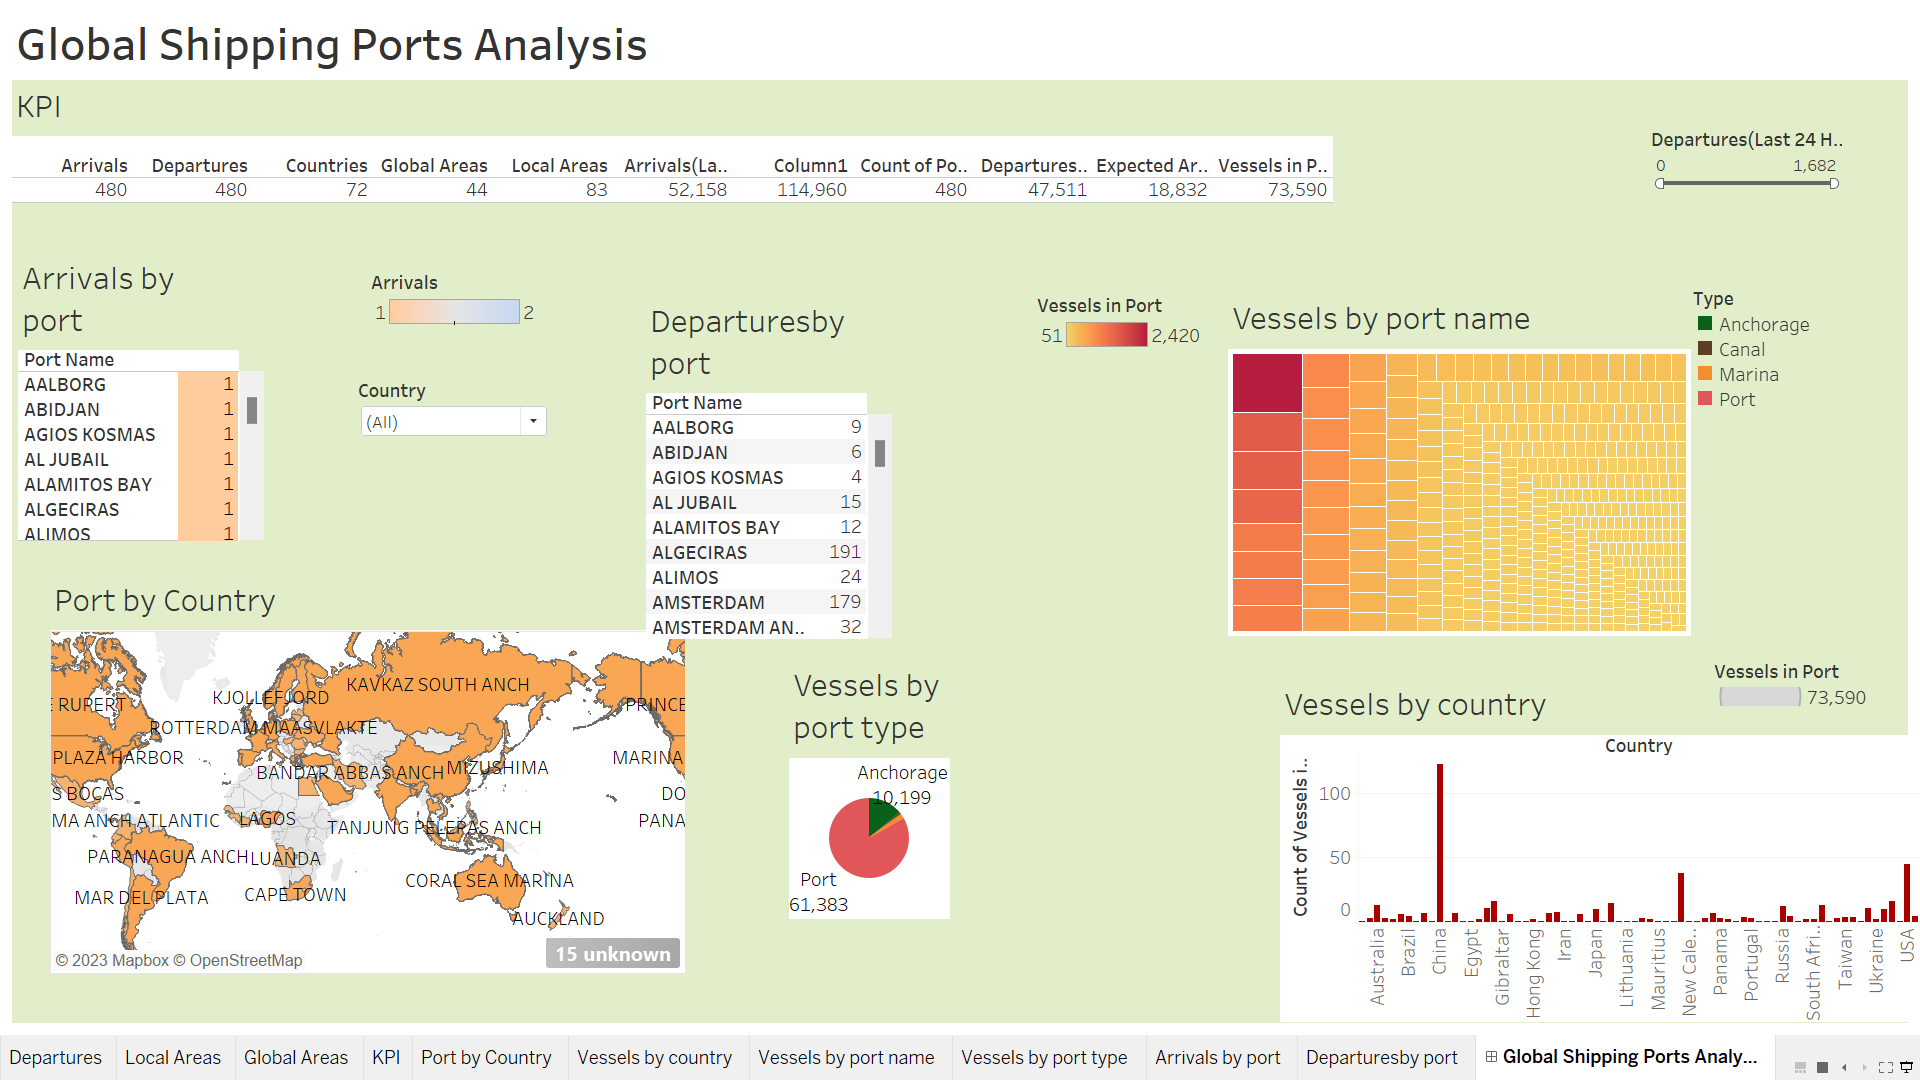 Global Shipping Ports Analysis
KPI
Arrivals Departures Countries Global Areas Local Areas Arrivals(La.. Column1 Count of Po.. Departures.. Expected Ar.. Vessels in P..
480 480 72 44 83 52,158 114,960 480 47,511 18,832 73,590
Departures(Last 24 H..
0 1,682
Arrivals by
port
Port Name
AALBORG 1
ABIDJAN 1
AGIOS KOSMAS 1
AL JUBAIL 1
ALAMITOS BAY 1
ALGECIRAS 1
ALIMOS 1
Arrivals
1 2
Country
(All)
Departuresby
port
Port Name
AALBORG 9
ABIDJAN 6
AGIOS KOSMAS 4
AL JUBAIL 15
ALAMITOS BAY 12
ALGECIRAS 191
ALIMOS 24
AMSTERDAM 179
AMSTERDAM AN.. 32
Vessels in Port
51 2,420
Vessels by port name
Type
Anchorage
Canal
Marina
Port
Port by Country
KAVKAZ SOUTH ANCH
KJOLLEFJORD
RUPERT
PRINCE
ROTTERDAM MAASVLAKTE
PLAZA HARBOR
MARINA
BANDAR ABBAS ANCH
MIZUSHIMA
S BOCAS
DO
MA ANCH ATLANTIC
LAGOS
TANJUNG PELEPAS ANCH
PANA
PARANAGUA ANCH
LUANDA
CORAL SEA MARINA
MAR DEL PLATA
CAPE TOWN
AUCKLAND
15 unknown
© 2023 Mapbox © OpenStreetMap
Vessels by
port type
Anchorage
10,199
Port
61,383
Vessels by country
Vessels in Port
73,590
Country
Count of Vessels i..
100
50
0
Australia
Brazil
China
Egypt
Gibraltar
Hong Kong
Iran
Japan
Lithuania
Mauritius
New Cale..
Panama
Portugal
Russia
South Afri..
Taiwan
Ukraine
USA
Departures Local Areas Global Areas KPI Port by Country Vessels by country Vessels by port name Vessels by port type Arrivals by port Departuresby port Global Shipping Ports Analy...